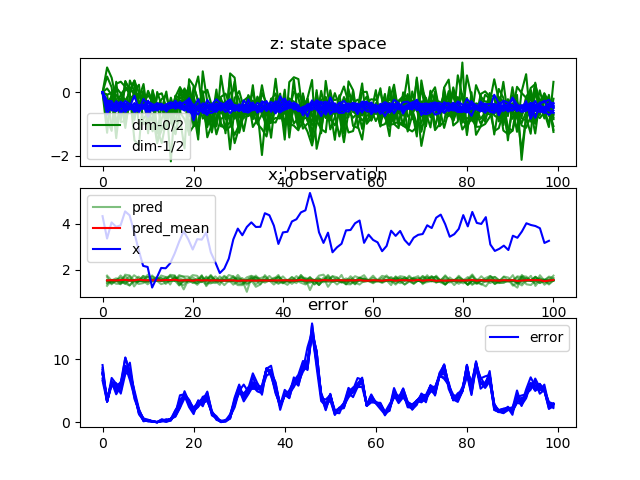 z: state space
0
−2
dim-0/2
dim-1/2
0 20 40 60 80 100
x: observation
4
2
pred
pred_mean
x
0 20 40 60 80 100
error
10
0
error
0 20 40 60 80 100